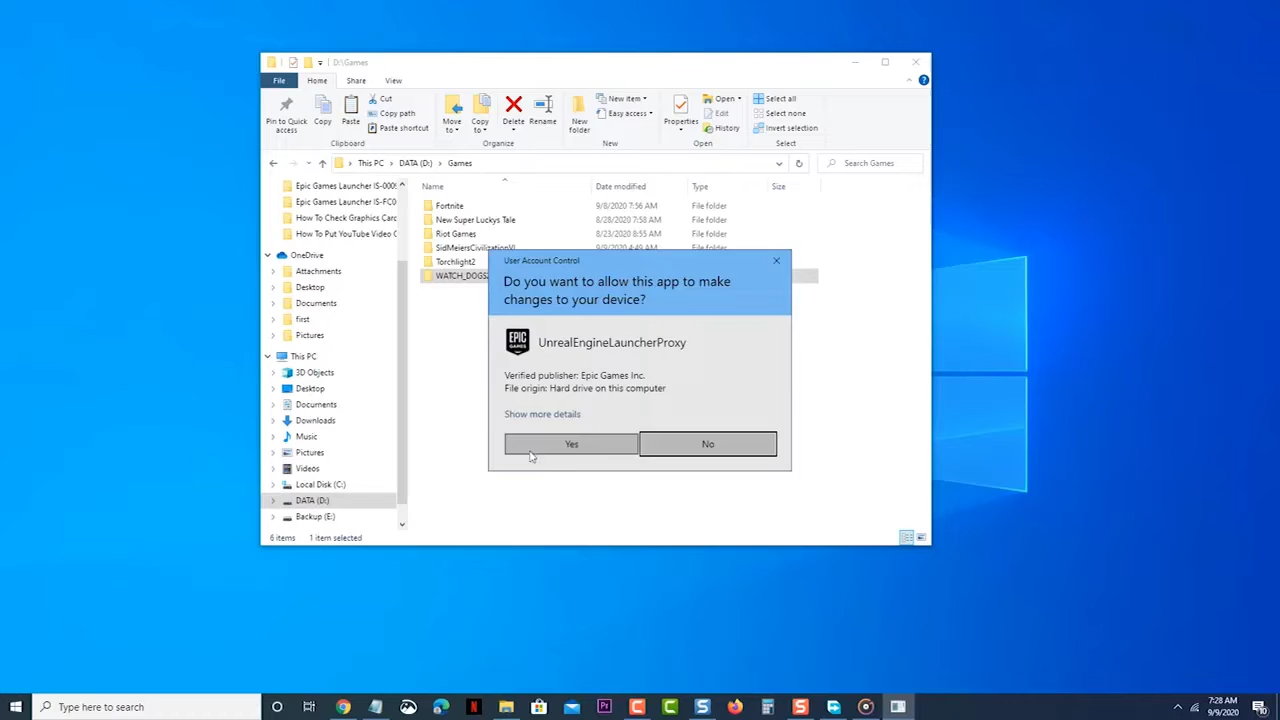 D:\Games
File Home Share View
Pin to Quick access
Copy
Paste
Cut
Copy path
Paste shortcut
Clipboard
Move to
Copy to
Delete
Rename
Organize
New folder
New item
Easy access
New
Properties
Open
Edit
History
Open
Select all
Select none
Invert selection
Select
This PC > DATA (D:) > Games
Search Games
Epic Games Launcher
Epic Games Launcher
How To Check Graphics
How To Put YouTube Video
OneDrive
Attachments
Desktop
Documents
first
Pictures
This PC
3D Objects
Desktop
Documents
Downloads
Music
Pictures
Videos
Local Disk (C:)
DATA (D:)
Backup (E:)
Name Date modified Type Size
Fortnite 9/8/2020 7:56 AM File folder
New Super Luckys Tale 8/28/2020 7:58 AM File folder
Riot Games 8/23/2020 8:55 AM File folder
SidMeiersCivilizationVI 9/9/2020 4:49 AM File folder
Torchlight2
WATCH_DOGS
6 items 1 item selected
User Account Control
Do you want to allow this app to make
changes to your device?
EPIC GAMES
UnrealEngineLauncherProxy
Verified publisher: Epic Games Inc.
File origin: Hard drive on this computer
Show more details
Yes No
Type here to search
7:28 AM
9/9/2020